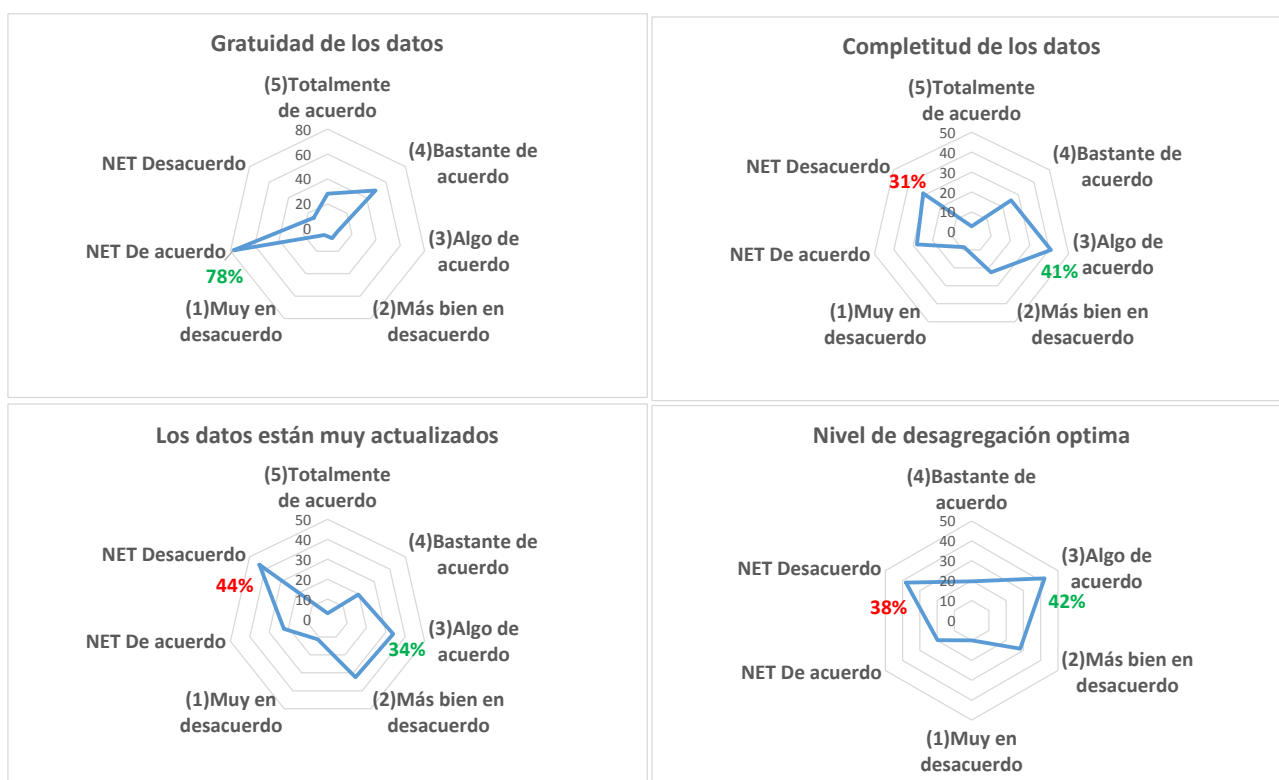 Gratuidad de los datos
(5)Totalmente
de acuerdo
80
60
40
20
0
(4)Bastante de
acuerdo
(3)Algo de
acuerdo
(2)Más bien en
desacuerdo
(1)Muy en
desacuerdo
NET De acuerdo
78%
NET Desacuerdo
Completitud de los datos
(5)Totalmente
de acuerdo
50
40
30
20
10
0
(4)Bastante de
acuerdo
(3)Algo de
acuerdo
41%
(2)Más bien en
desacuerdo
(1)Muy en
desacuerdo
NET De acuerdo
NET Desacuerdo
31%
Los datos están muy actualizados
(5)Totalmente
de acuerdo
50
40
30
20
10
0
(4)Bastante de
acuerdo
(3)Algo de
acuerdo
34%
(2)Más bien en
desacuerdo
(1)Muy en
desacuerdo
NET De acuerdo
NET Desacuerdo
44%
Nivel de desagregación optima
(4)Bastante de
acuerdo
50
40
30
20
10
0
(3)Algo de
acuerdo
42%
(2)Más bien en
desacuerdo
(1)Muy en
desacuerdo
NET De acuerdo
NET Desacuerdo
38%